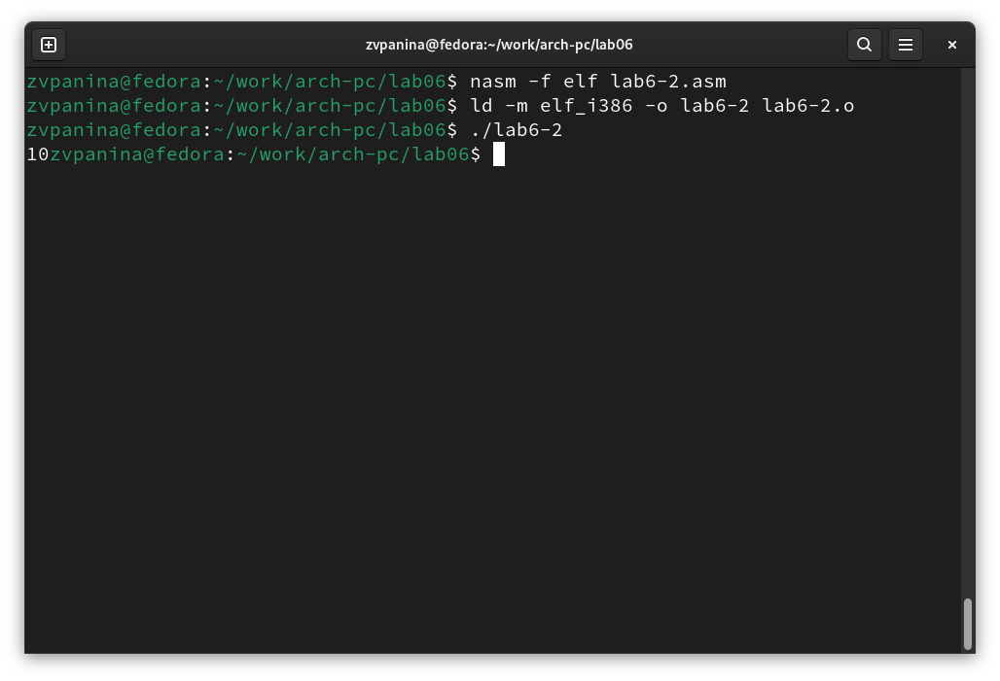 zvpanina@fedora:~/work/arch-pc/lab06
zvpanina@fedora:~/work/arch-pc/lab06$ nasm -f elf lab6-2.asm
zvpanina@fedora:~/work/arch-pc/lab06$ ld -m elf_i386 -o lab6-2 lab6-2.o
zvpanina@fedora:~/work/arch-pc/lab06$ ./lab6-2
10zvpanina@fedora:~/work/arch-pc/lab06$